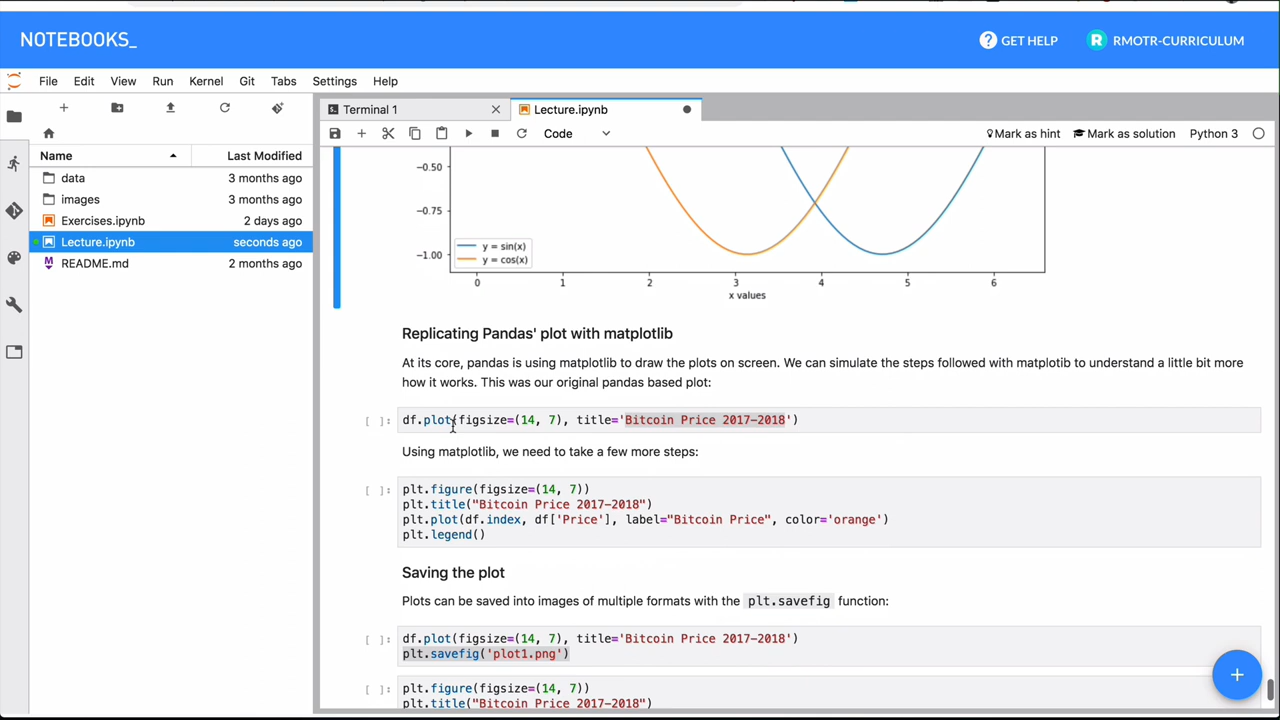 NOTEBOOKS_
GET HELP
R RMOTR-CURRICULUM
File Edit View Run Kernel Git Tabs Settings Help
Terminal 1
Lecture.ipynb
Code
Mark as hint
Mark as solution
Python 3
Name
Last Modified
data 3 months ago
images 3 months ago
Exercises.ipynb 2 days ago
Lecture.ipynb seconds ago
README.md 2 months ago
−0.50
−0.75
−1.00
y = sin(x)
y = cos(x)
0 1 2 3 4 5 6
x values
Replicating Pandas' plot with matplotlib
At its core, pandas is using matplotlib to draw the plots on screen. We can simulate the steps followed with matplotib to understand a little bit more
how it works. This was our original pandas based plot:
[ ]: df.plot(figsize=(14, 7), title='Bitcoin Price 2017-2018')
Using matplotlib, we need to take a few more steps:
[ ]: plt.figure(figsize=(14, 7))
plt.title("Bitcoin Price 2017-2018")
plt.plot(df.index, df['Price'], label="Bitcoin Price", color='orange')
plt.legend()
Saving the plot
Plots can be saved into images of multiple formats with the plt.savefig function:
[ ]: df.plot(figsize=(14, 7), title='Bitcoin Price 2017-2018')
plt.savefig('plot1.png')
[ ]: plt.figure(figsize=(14, 7))
plt.title("Bitcoin Price 2017-2018")